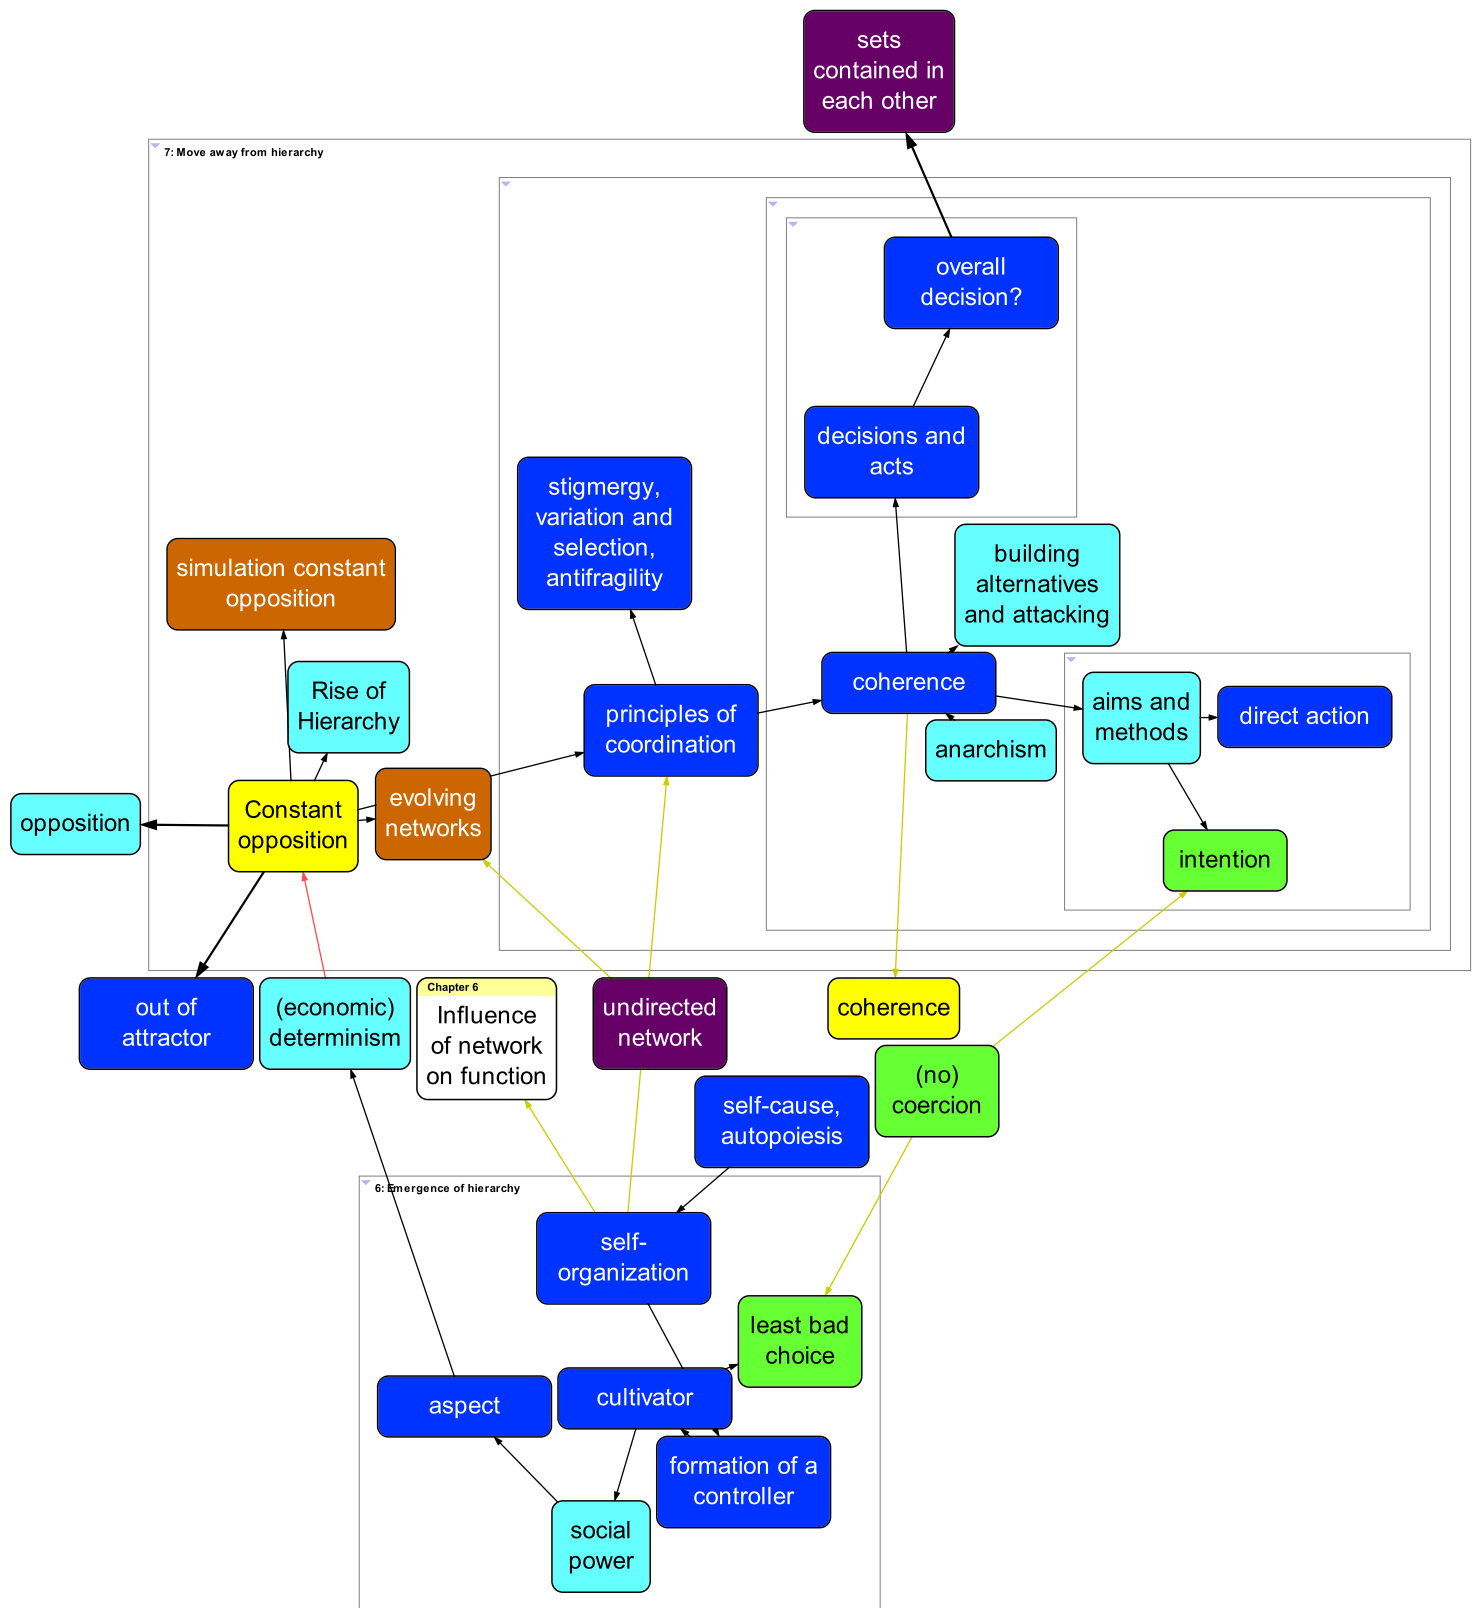 sets
contained in
each other
7: Move away from hierarchy
overall
decision?
decisions and
acts
stigmergy,
variation and
selection,
antifragility
building
alternatives
and attacking
simulation constant
opposition
Rise of
Hierarchy
coherence
principles of
coordination
aims and
methods
direct action
anarchism
evolving
networks
Constant
opposition
opposition
intention
out of
attractor
(economic)
determinism
Chapter 6
Influence
of network
on function
undirected
network
coherence
(no)
coercion
self-cause,
autopoiesis
6: Emergence of hierarchy
self-
organization
least bad
choice
aspect
cultivator
formation of a
controller
social
power